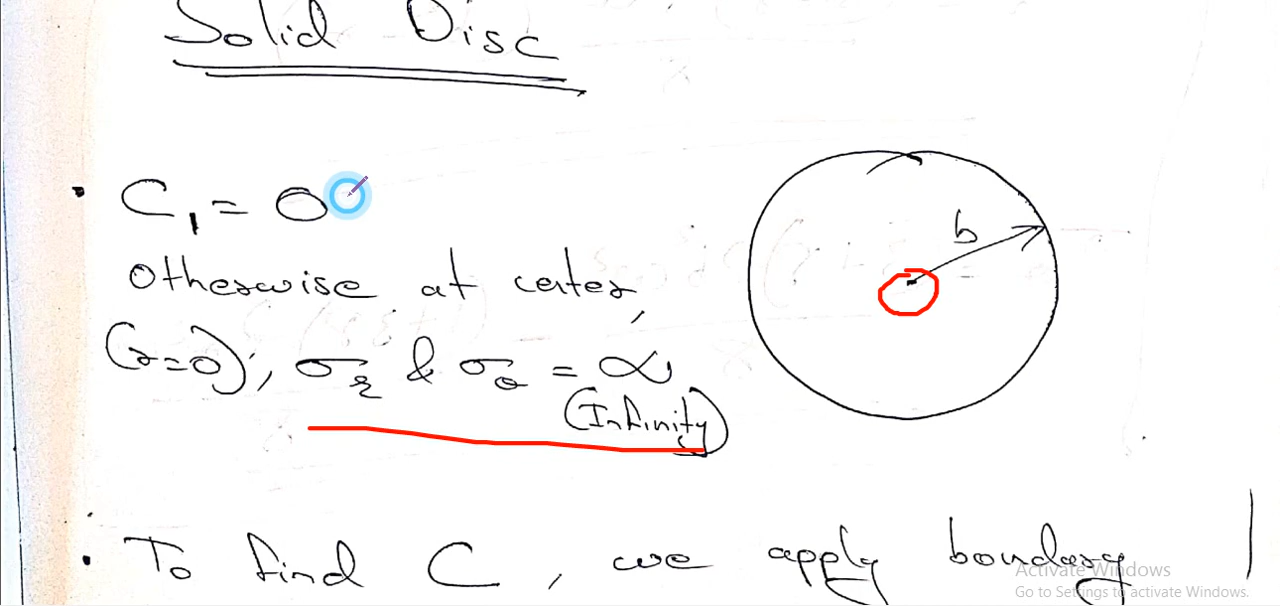 Solid Disc
• C₁ = 0
otherwise at center,
b
(r=0); σr & σθ = ∞
(Infinity)
• To find C, we apply boundary
Activate Windows
Go to Settings to activate Windows.